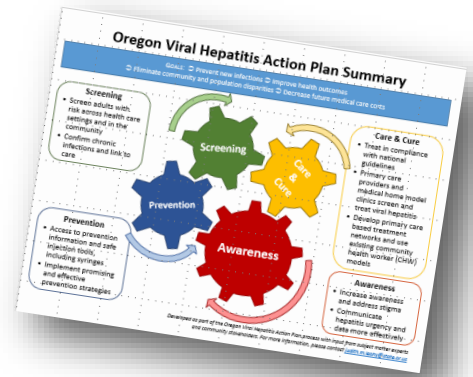 Oregon Viral Hepatitis Action Plan Summary
GOALS: ➲ Prevent new infections ➲ Improve health outcomes
➲ Eliminate community and population disparities ➲ Decrease future medical care costs
Screening
• Screen adults with
risk across health care
settings and in the
community
• Confirm chronic
infections and link to
care
Screening
Care
&
Cure
Prevention
Awareness
Care & Cure
• Treat in compliance
with national
guidelines
• Primary care
providers and
medical home model
clinics screen and
treat viral hepatitis
• Develop primary care
based treatment
networks and use
existing community
health worker (CHW)
models
Prevention
• Access to prevention
information and safe
injection tools,
including syringes
• Implement promising
and effective
prevention strategies
Awareness
• Increase awareness
and address stigma
• Communicate
hepatitis urgency and
data more effectively
Developed as part of the Oregon Viral Hepatitis Action Plan process with input from subject matter experts
and community stakeholders. For more information, please contact